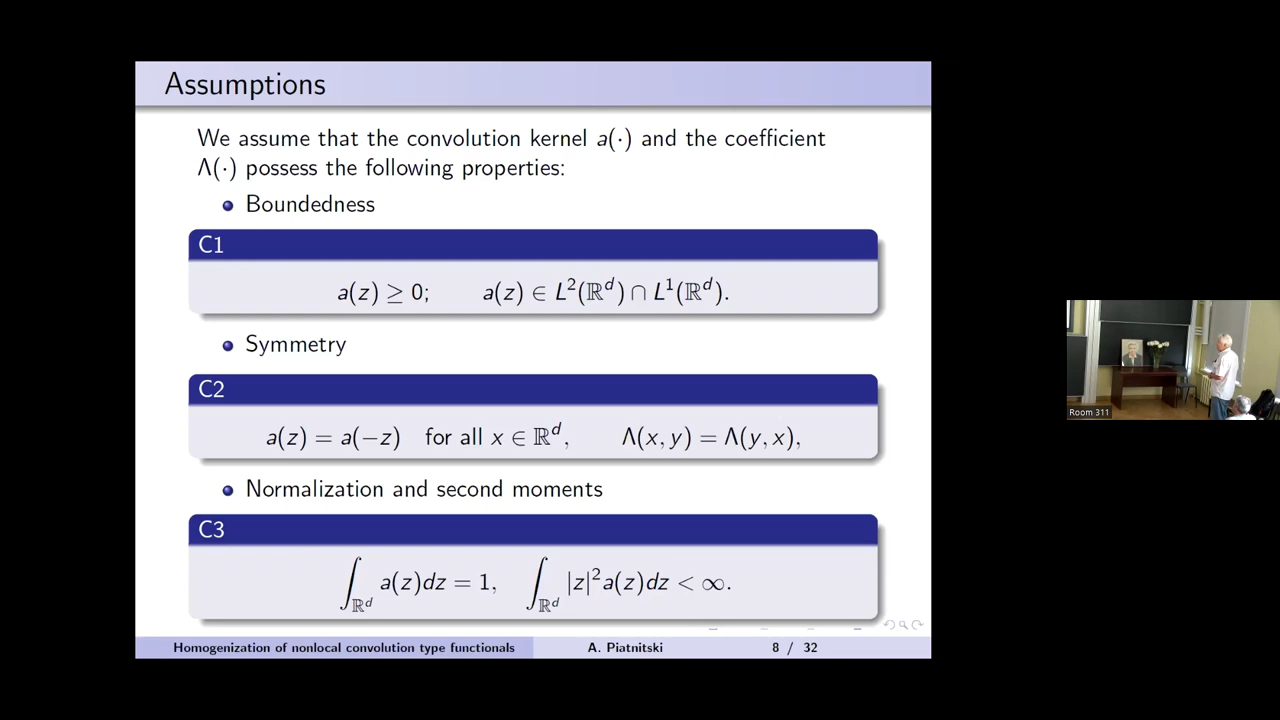 Assumptions
We assume that the convolution kernel a(·) and the coefficient
Λ(·) possess the following properties:
Boundedness
C1
a(z) ≥ 0; a(z) ∈ L²(ℝᵈ) ∩ L¹(ℝᵈ).
Symmetry
C2
a(z) = a(−z) for all x ∈ ℝᵈ, Λ(x, y) = Λ(y, x),
Normalization and second moments
C3
∫_{ℝᵈ} a(z)dz = 1, ∫_{ℝᵈ} |z|²a(z)dz < ∞.
Homogenization of nonlocal convolution type functionals A. Piatnitski 8 / 32
Room 311